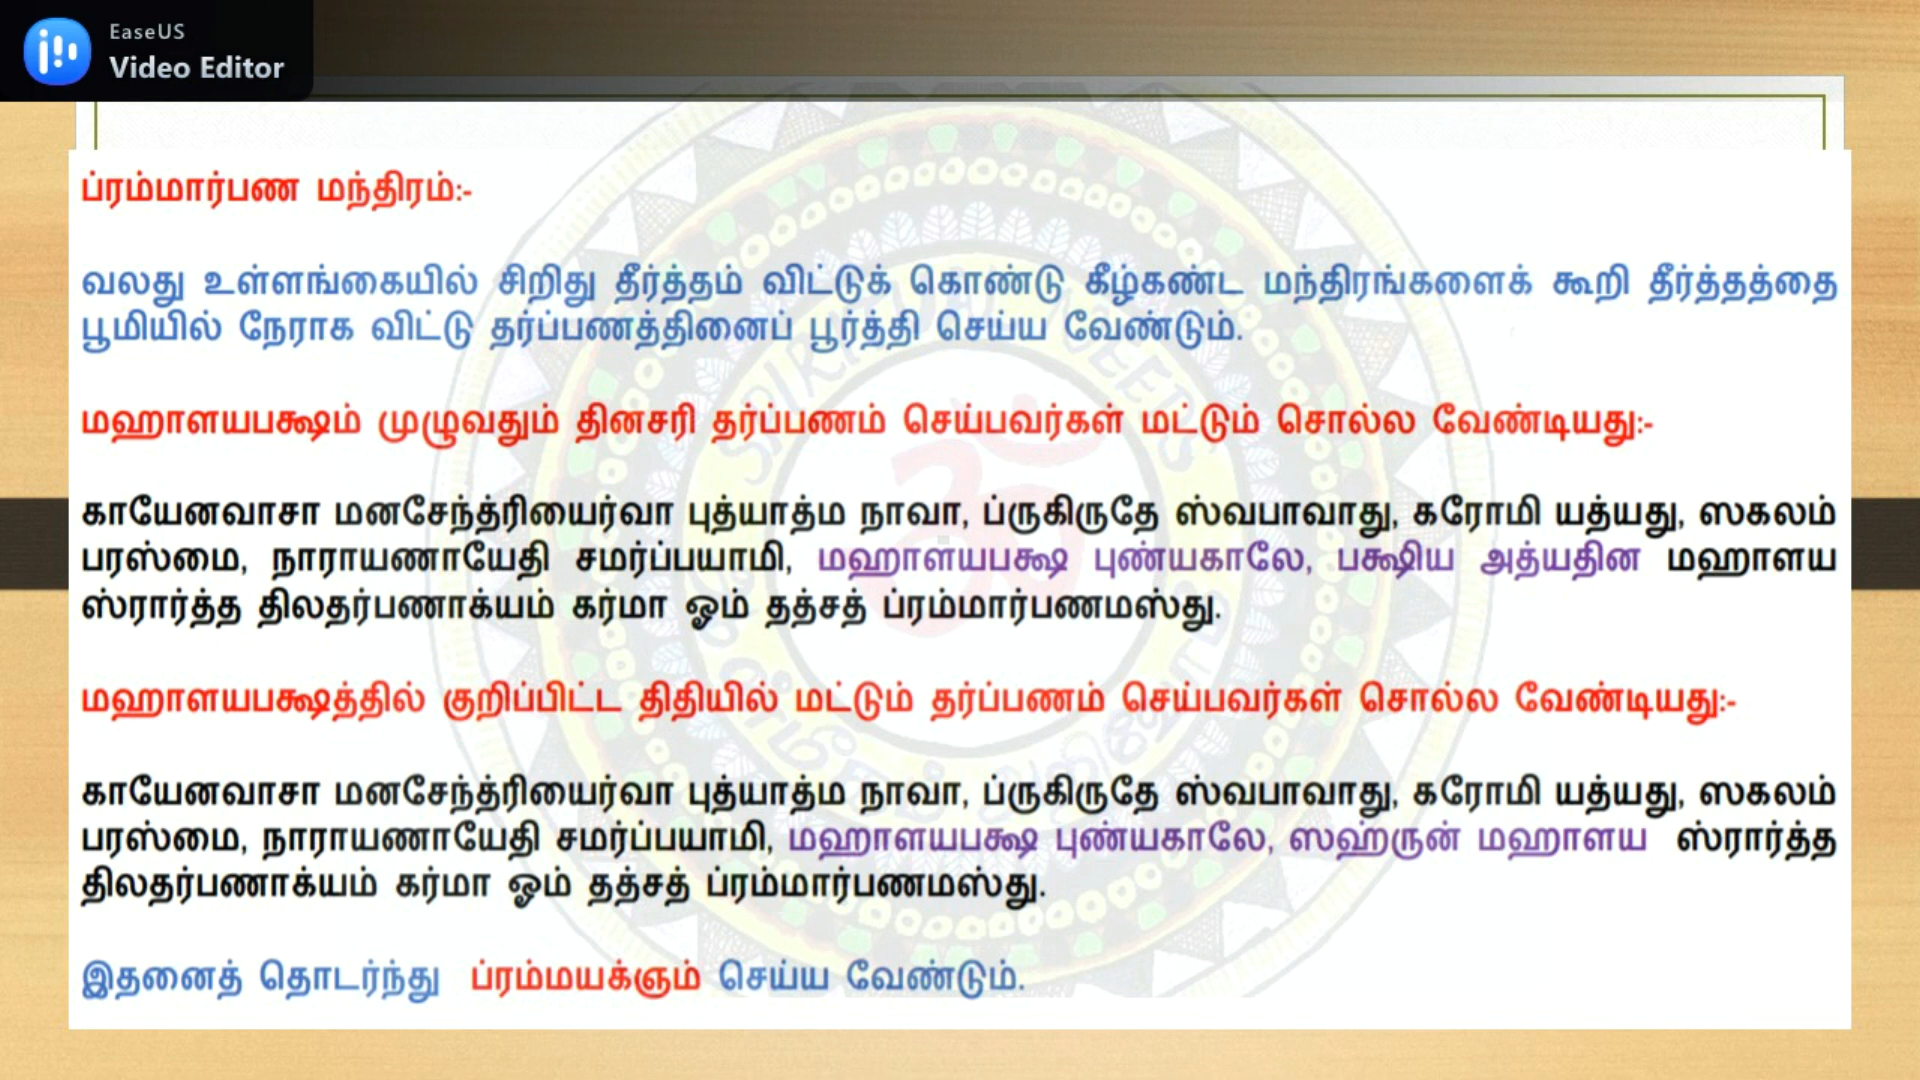 EaseUS
Video Editor
ப்ரம்மார்பண மந்திரம்:-
வலது உள்ளங்கையில் சிறிது தீர்த்தம் விட்டுக் கொண்டு கீழ்கண்ட மந்திரங்களைக் கூறி தீர்த்தத்தை
பூமியில் நேராக விட்டு தர்ப்பணத்தினைப் பூர்த்தி செய்ய வேண்டும்.
மஹாளயபக்ஷம் முழுவதும் தினசரி தர்ப்பணம் செய்பவர்கள் மட்டும் சொல்ல வேண்டியது:-
காயேனவாசா மனசேந்த்ரியைர்வா புத்யாத்ம நாவா, ப்ருகிருதே ஸ்வபாவாது, கரோமி யத்யது, ஸகலம்
பரஸ்மை, நாராயணாயேதி சமர்ப்பயாமி, மஹாளயபக்ஷ புண்யகாலே, பக்ஷிய அத்யதின மஹாளய
ஸ்ரார்த்த திலதர்பணாக்யம் கர்மா ஓம் தத்சத் ப்ரம்மார்பணமஸ்து.
மஹாளயபக்ஷத்தில் குறிப்பிட்ட திதியில் மட்டும் தர்ப்பணம் செய்பவர்கள் சொல்ல வேண்டியது:-
காயேனவாசா மனசேந்த்ரியைர்வா புத்யாத்ம நாவா, ப்ருகிருதே ஸ்வபாவாது, கரோமி யத்யது, ஸகலம்
பரஸ்மை, நாராயணாயேதி சமர்ப்பயாமி, மஹாளயபக்ஷ புண்யகாலே, ஸஹ்ருன் மஹாளய ஸ்ரார்த்த
திலதர்பணாக்யம் கர்மா ஓம் தத்சத் ப்ரம்மார்பணமஸ்து.
இதனைத் தொடர்ந்து ப்ரம்மயக்ஞம் செய்ய வேண்டும்.